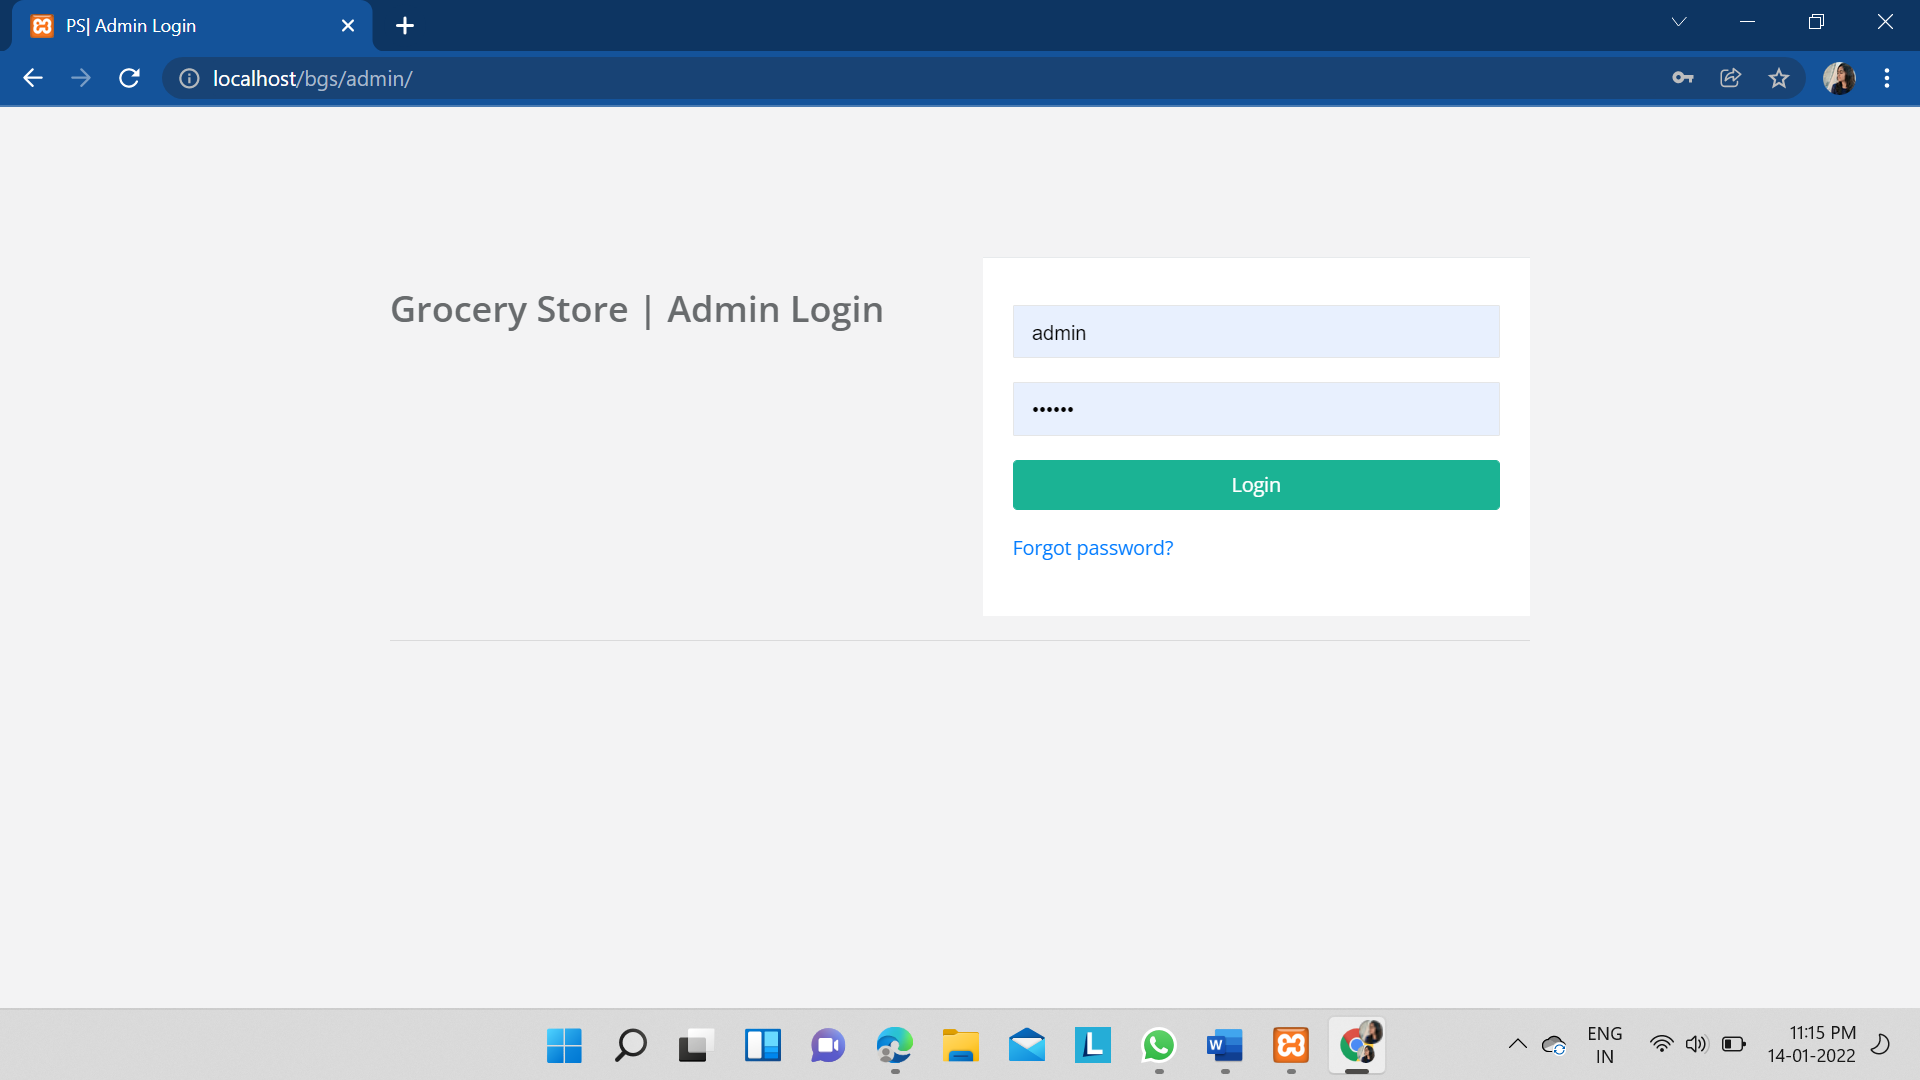 PS| Admin Login
localhost/bgs/admin/
Grocery Store | Admin Login
admin
••••••
Login
Forgot password?
L
W
ENG
IN
11:15 PM
14-01-2022